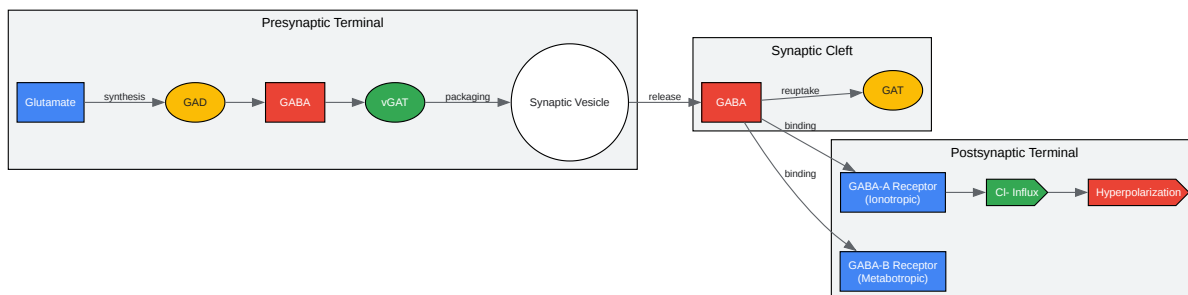 Presynaptic Terminal
Glutamate
synthesis
GAD
GABA
vGAT
packaging
Synaptic Vesicle
release
Synaptic Cleft
GABA
reuptake
GAT
binding
binding
Postsynaptic Terminal
GABA-A Receptor
(Ionotropic)
Cl- Influx
Hyperpolarization
GABA-B Receptor
(Metabotropic)